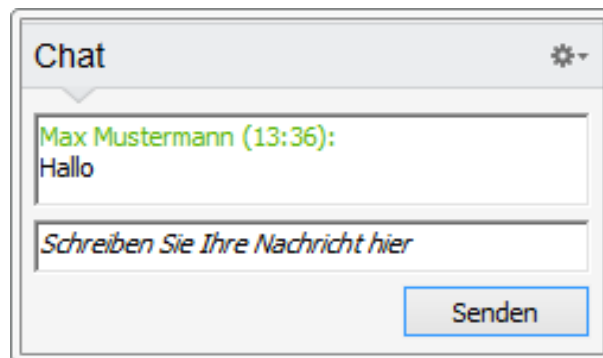 Chat
Max Mustermann (13:36):
Hallo
Schreiben Sie Ihre Nachricht hier
Senden